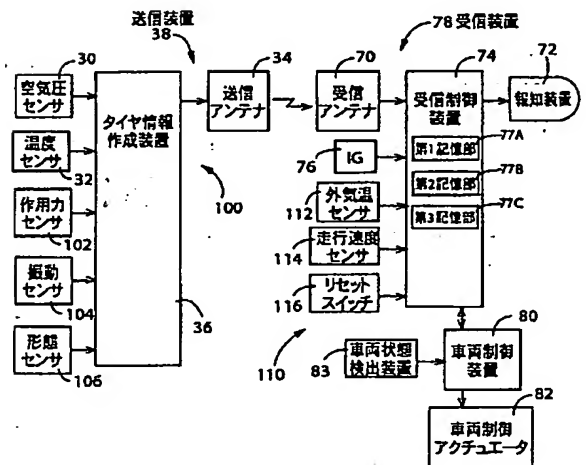 送信装置
38
78 受信装置
30
空気圧
センサ
34
送信
アンテナ
70
受信
アンテナ
74
受信制御
装置
72
報知装置
タイヤ情報
作成装置
温度
センサ
32
100
76
IG
第1記憶部
77A
第2記憶部
77B
第3記憶部
77C
作用力
センサ
102
112
外気温
センサ
114
走行速度
センサ
振動
センサ
104
36
116
リセット
スイッチ
形態
センサ
106
110
83
車両状態
検出装置
80
車両制御
装置
82
車両制御
アクチュエータ